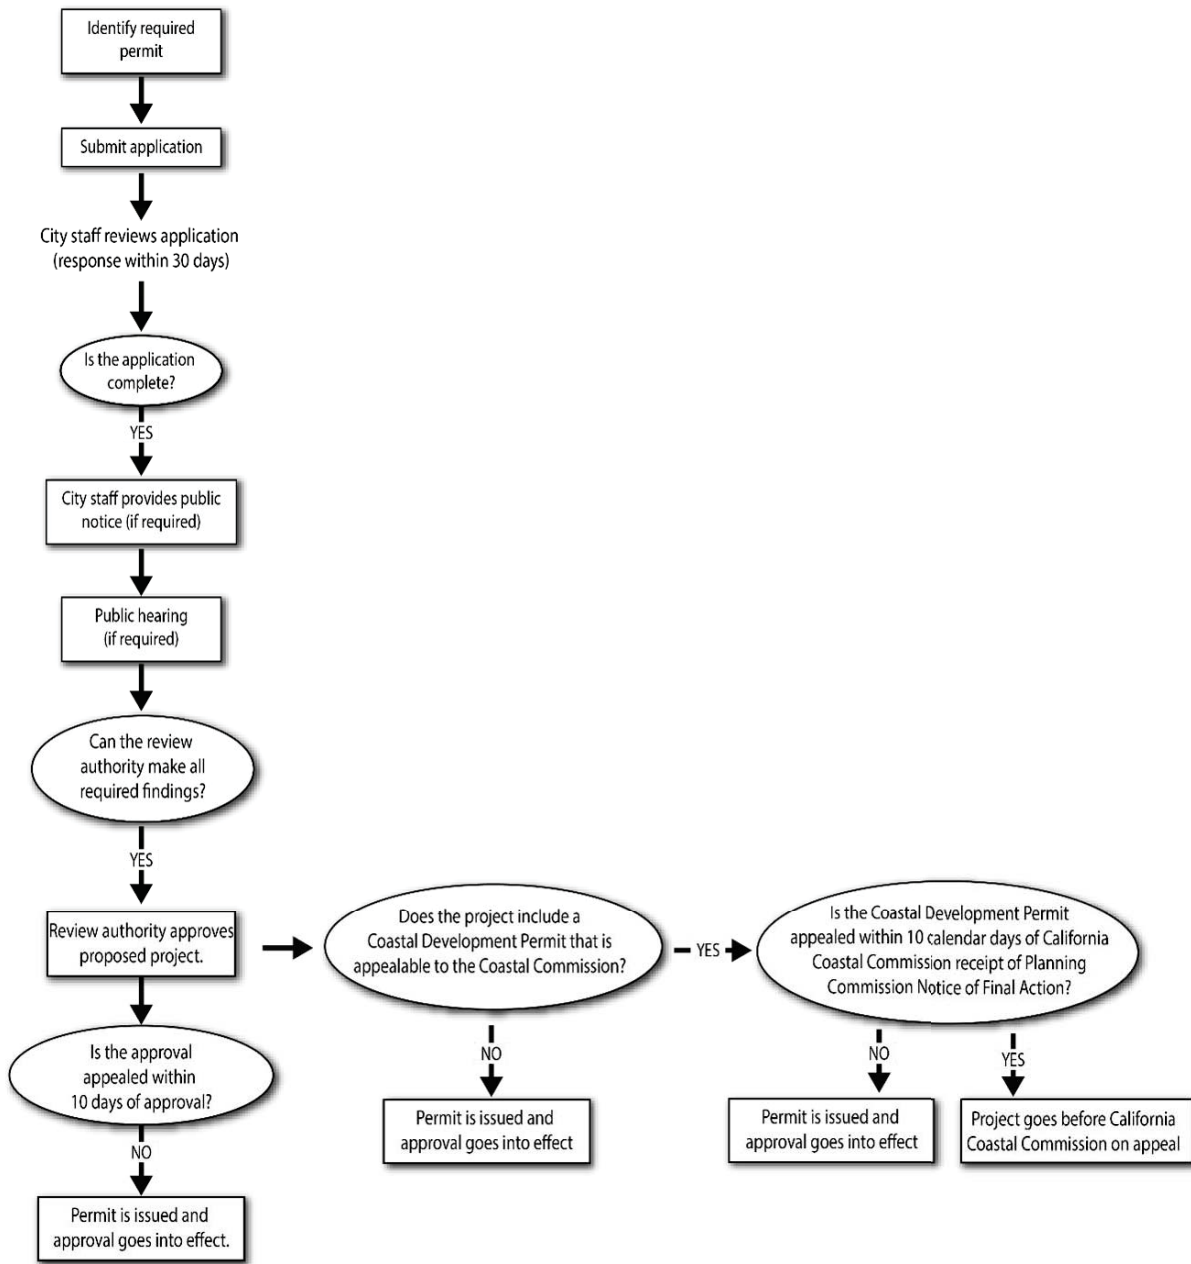 Identify required
permit
Submit application
City staff reviews application
(response within 30 days)
Is the application
complete?
YES
City staff provides public
notice (if required)
Public hearing
(if required)
Can the review
authority make all
required findings?
YES
Review authority approves
proposed project.
Does the project include a
Coastal Development Permit that is
appealable to the Coastal Commission?
YES
Is the Coastal Development Permit
appealed within 10 calendar days of California
Coastal Commission receipt of Planning
Commission Notice of Final Action?
Is the approval
appealed within
10 days of approval?
NO
Permit is issued and
approval goes into effect.
NO
Permit is issued and
approval goes into effect
NO
Permit is issued and
approval goes into effect
YES
Project goes before California
Coastal Commission on appeal